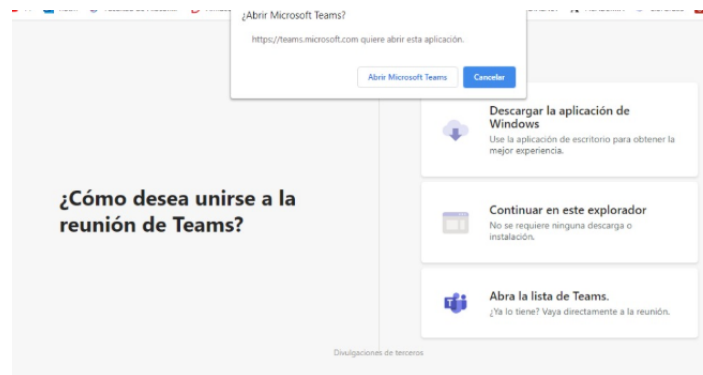 ¿Abrir Microsoft Teams?
https://teams.microsoft.com quiere abrir esta aplicación.
Abrir Microsoft Teams
Cancelar
¿Cómo desea unirse a la
reunión de Teams?
Descargar la aplicación de
Windows
Use la aplicación de escritorio para obtener la
mejor experiencia.
Continuar en este explorador
No se requiere ninguna descarga o
instalación.
Abra la lista de Teams.
¿Ya lo tiene? Vaya directamente a la reunión.
Divulgaciones de terceros